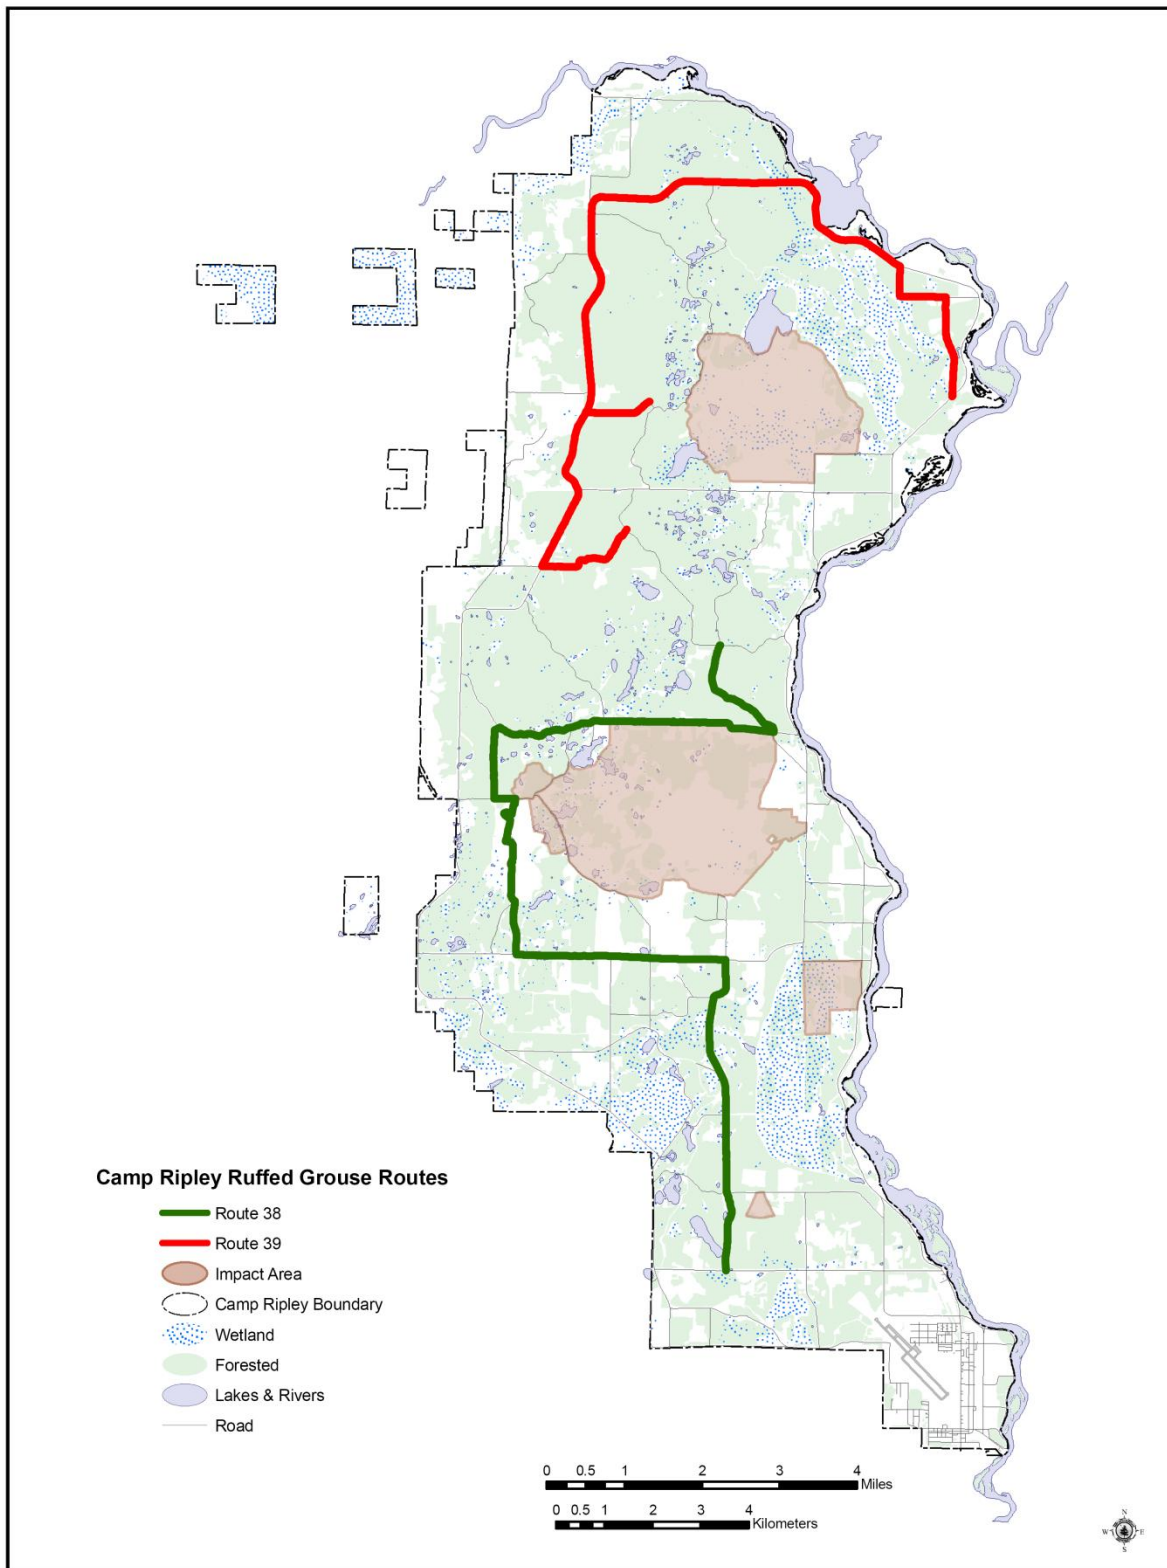 Camp Ripley Ruffed Grouse Routes
Route 38
Route 39
Impact Area
Camp Ripley Boundary
Wetland
Forested
Lakes & Rivers
Road
0 0.5 1 2 3 4
Miles
0 0.5 1 2 3 4
Kilometers
N
W E
S